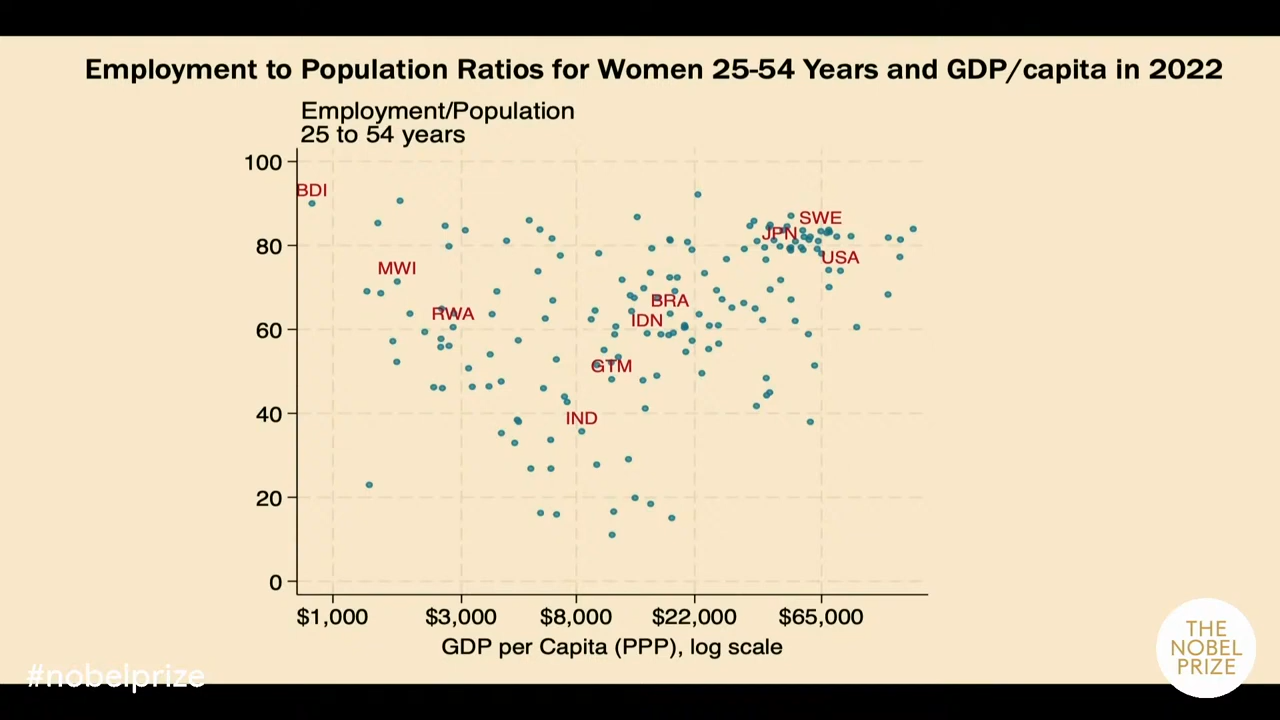 Employment to Population Ratios for Women 25-54 Years and GDP/capita in 2022
Employment/Population
25 to 54 years
100
80
60
40
20
0
BDI
MWI
RWA
SWE
JPN
USA
BRA
IDN
GTM
IND
$1,000
$3,000
$8,000
$22,000
$65,000
GDP per Capita (PPP), log scale
#nobelprize
THE
NOBEL
PRIZE